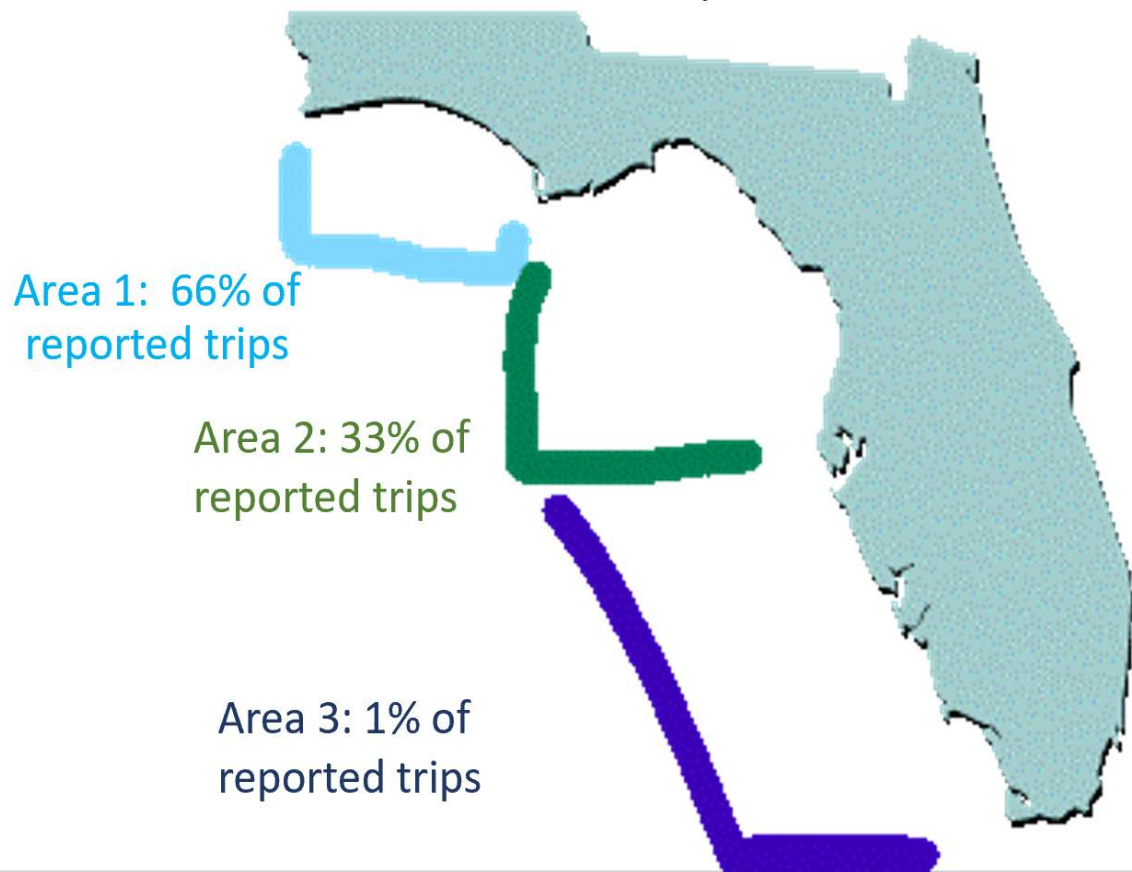 Area 1:  66% of
reported trips
Area 2: 33% of
reported trips
Area 3: 1% of
reported trips